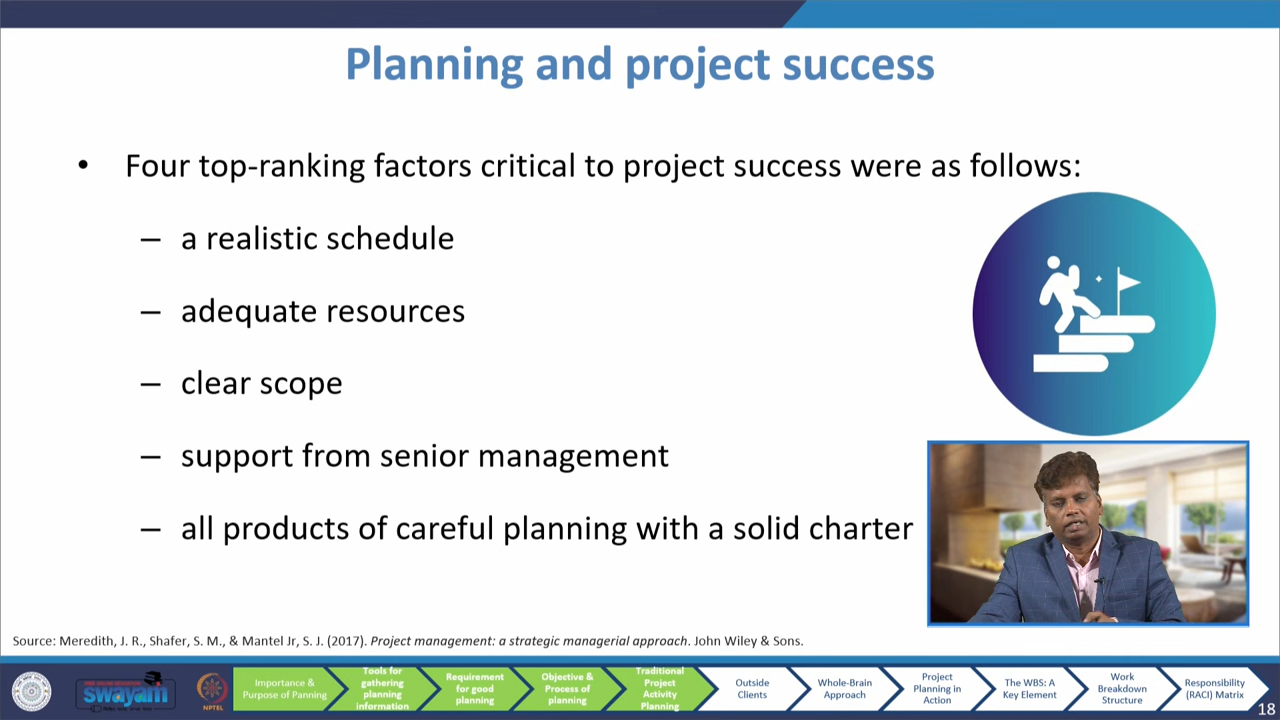 Planning and project success
• Four top-ranking factors critical to project success were as follows:
– a realistic schedule
– adequate resources
– clear scope
– support from senior management
– all products of careful planning with a solid charter
Source: Meredith, J. R., Shafer, S. M., & Mantel Jr, S. J. (2017). Project management: a strategic managerial approach. John Wiley & Sons.
swayam
NPTEL
Importance &
Purpose of Panning
Tools for
gathering
planning
information
Requirement
for good
planning
Objective &
Process of
planning
Traditional
Project
Activity
Planning
Outside
Clients
Whole-Brain
Approach
Project
Planning in
Action
The WBS: A
Key Element
Work
Breakdown
Structure
Responsibility
(RACI) Matrix
18